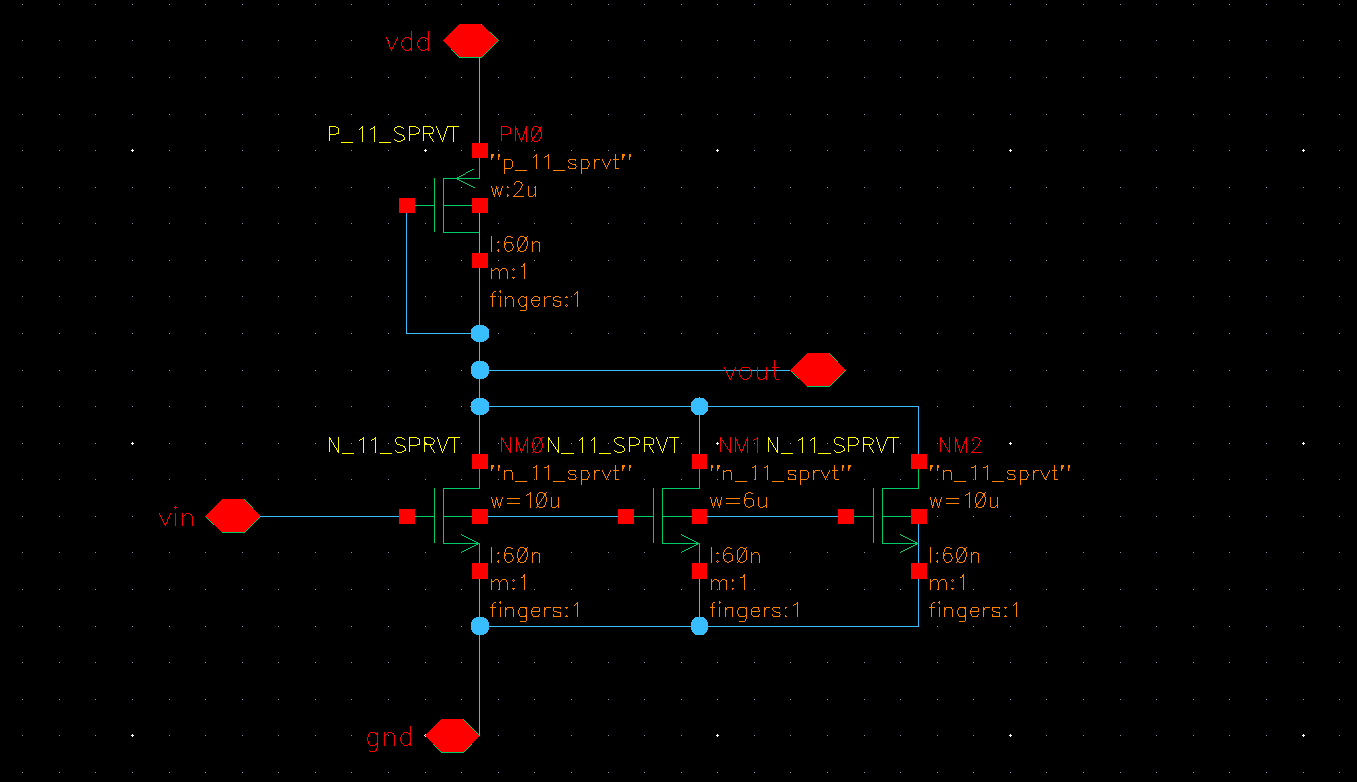 vdd
P_11_SPRVT PM0
"p_11_sprvt"
w:2u
l:60n
m:1
fingers:1
vout
N_11_SPRVT NM0 N_11_SPRVT NM1 N_11_SPRVT NM2
"n_11_sprvt" "n_11_sprvt" "n_11_sprvt"
w=10u w=6u w=10u
vin
l:60n l:60n l:60n
m:1 m:1 m:1
fingers:1 fingers:1 fingers:1
gnd